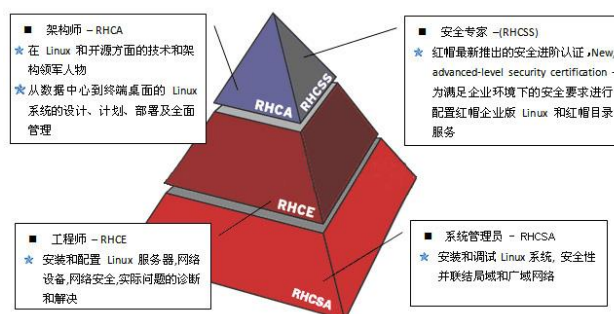 ■ 架构师 – RHCA
在 Linux 和开源方面的技术和架
构领军人物
从数据中心到终端桌面的 Linux
系统的设计、计划、部署及全面
管理
■ 安全专家 –(RHCSS)
红帽最新推出的安全进阶认证,New,
advanced-level security certification -
为满足企业环境下的安全要求进行
配置红帽企业版 Linux 和红帽目录
服务
RHCA
RHCSS
RHCE
RHCSA
■ 工程师 – RHCE
安装和配置 Linux 服务器,网络
设备,网络安全,实际问题的诊断
和解决
■ 系统管理员 - RHCSA
安装和调试 Linux 系统, 安全性
并联结局域和广域网络